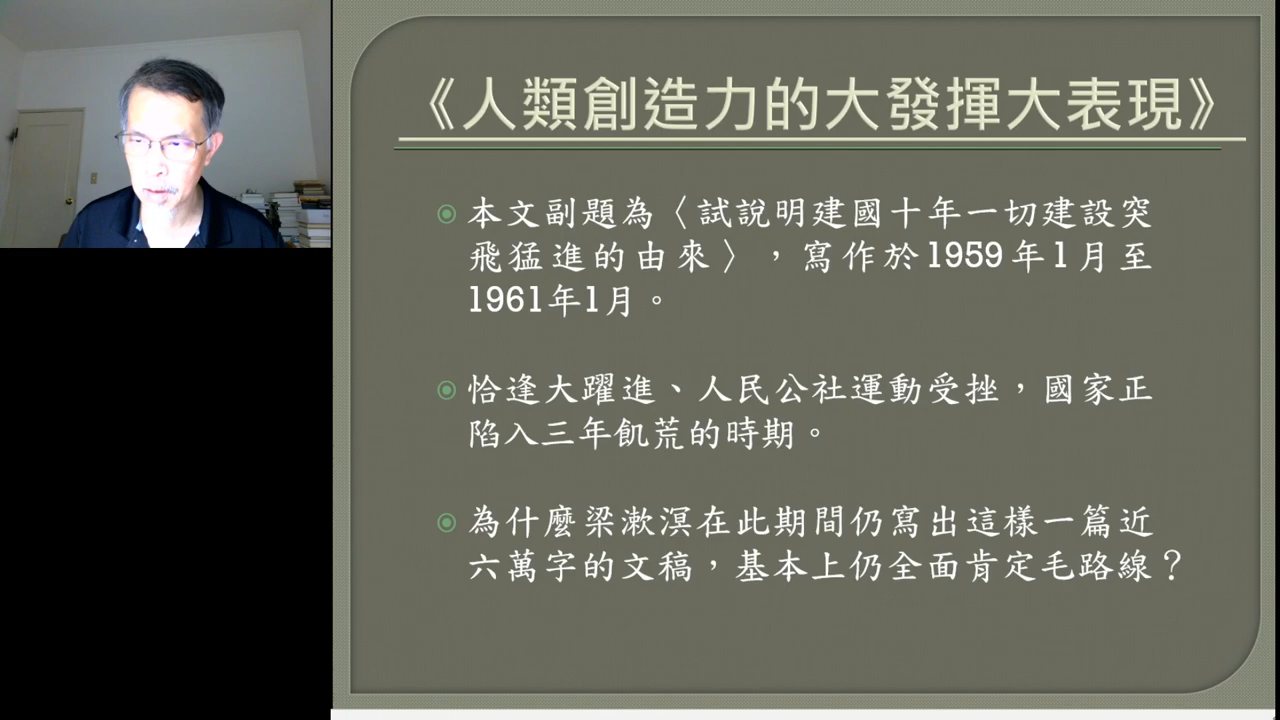 《人類創造力的大發揮大表現》
本文副題為〈試說明建國十年一切建設突
飛猛進的由來〉，寫作於1959年1月至
1961年1月。
恰逢大躍進、人民公社運動受挫，國家正
陷入三年飢荒的時期。
為什麼梁漱溟在此期間仍寫出這樣一篇近
六萬字的文稿，基本上仍全面肯定毛路線？